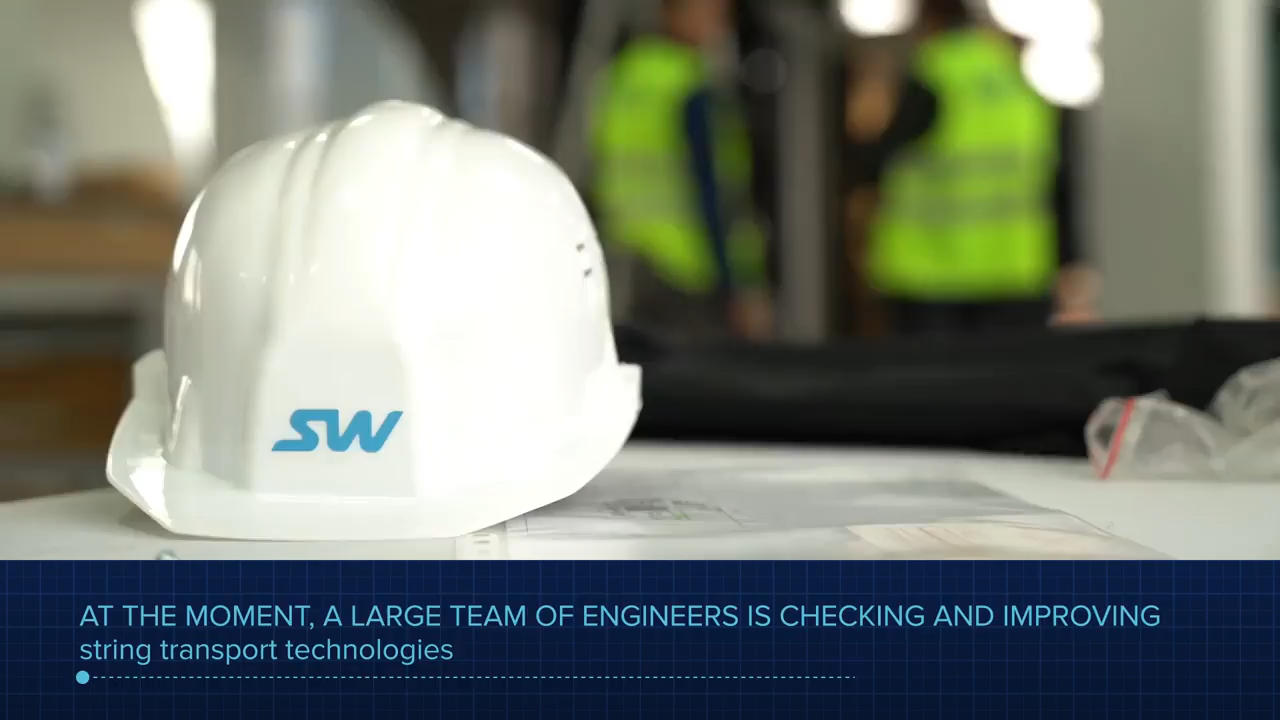 SW
AT THE MOMENT, A LARGE TEAM OF ENGINEERS IS CHECKING AND IMPROVING
string transport technologies